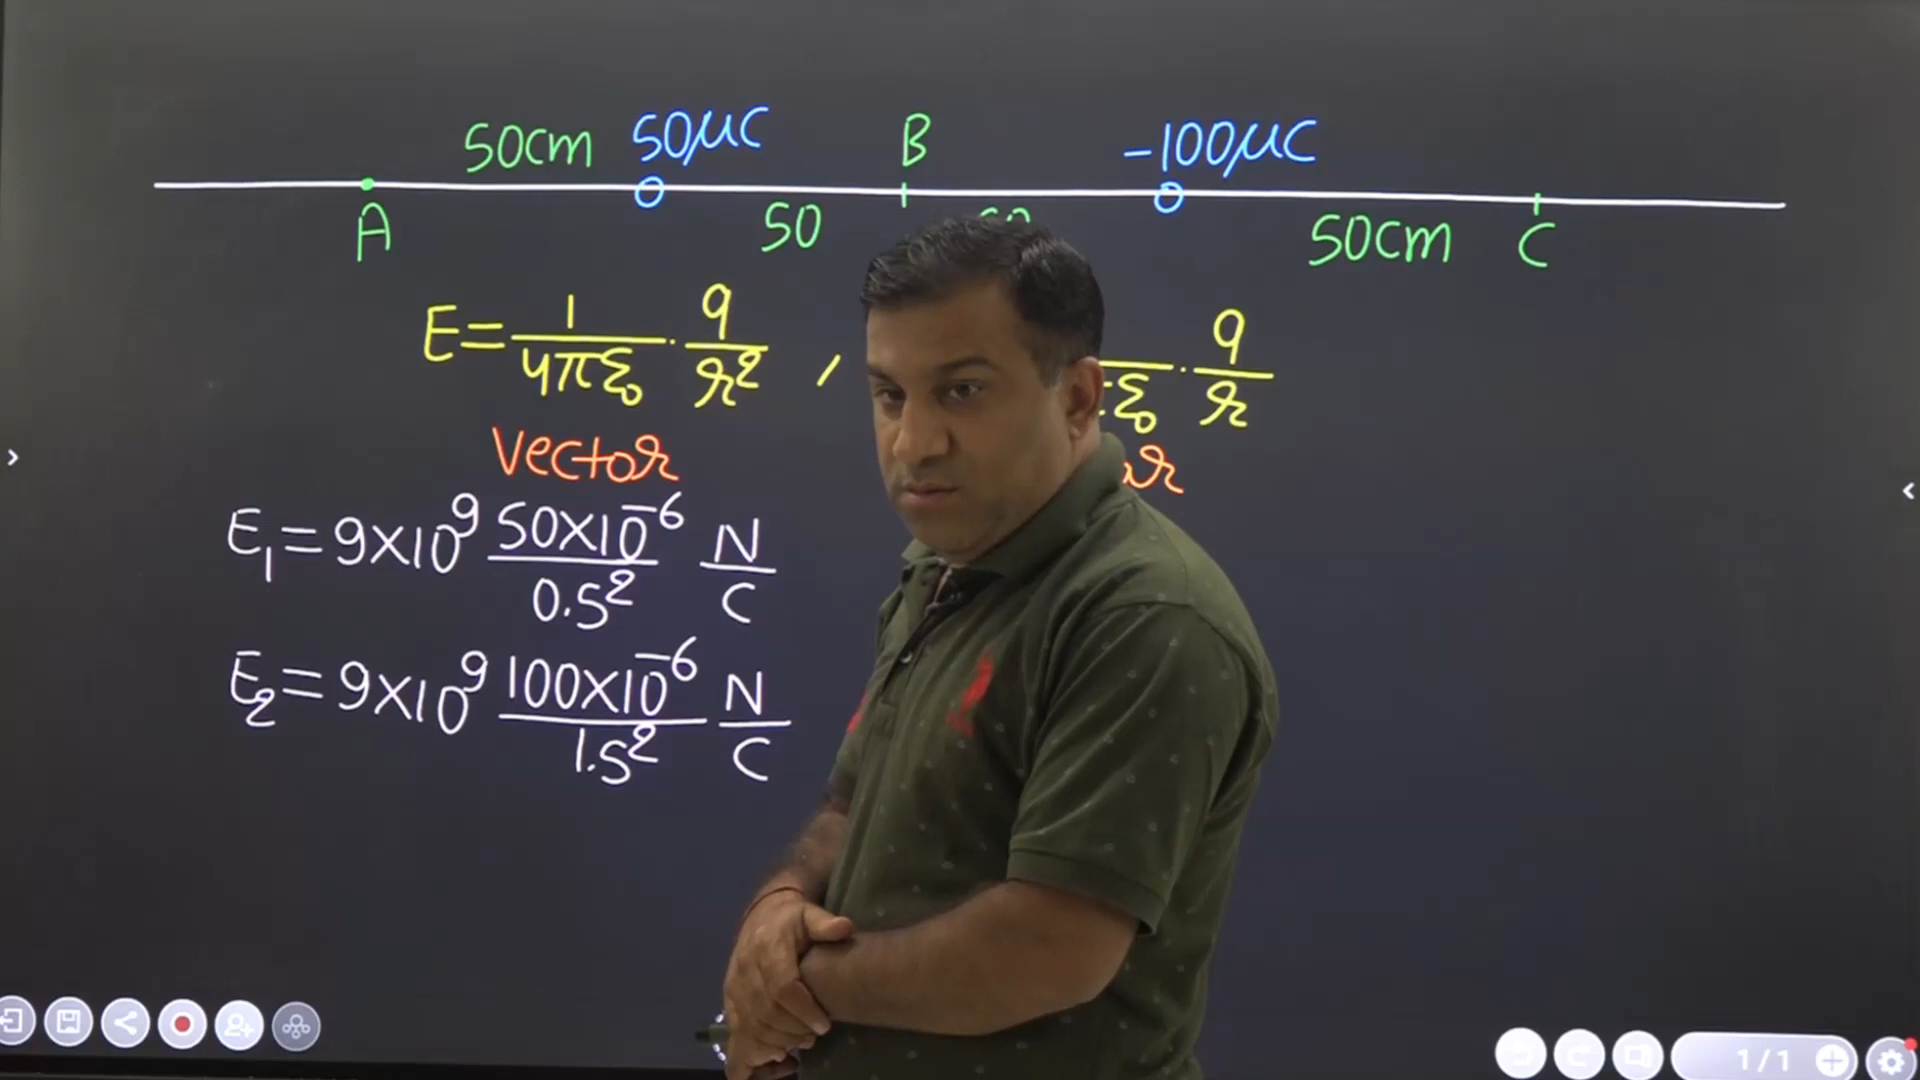 50cm 50μC B -100μC
A 50 50cm C
E = 1/4πε₀ · q/r² , ε₀ · q/r
Vector
E₁ = 9×10⁹ 50×10⁻⁶/0.5² N/C
E₂ = 9×10⁹ 100×10⁻⁶/1.5² N/C
1/1